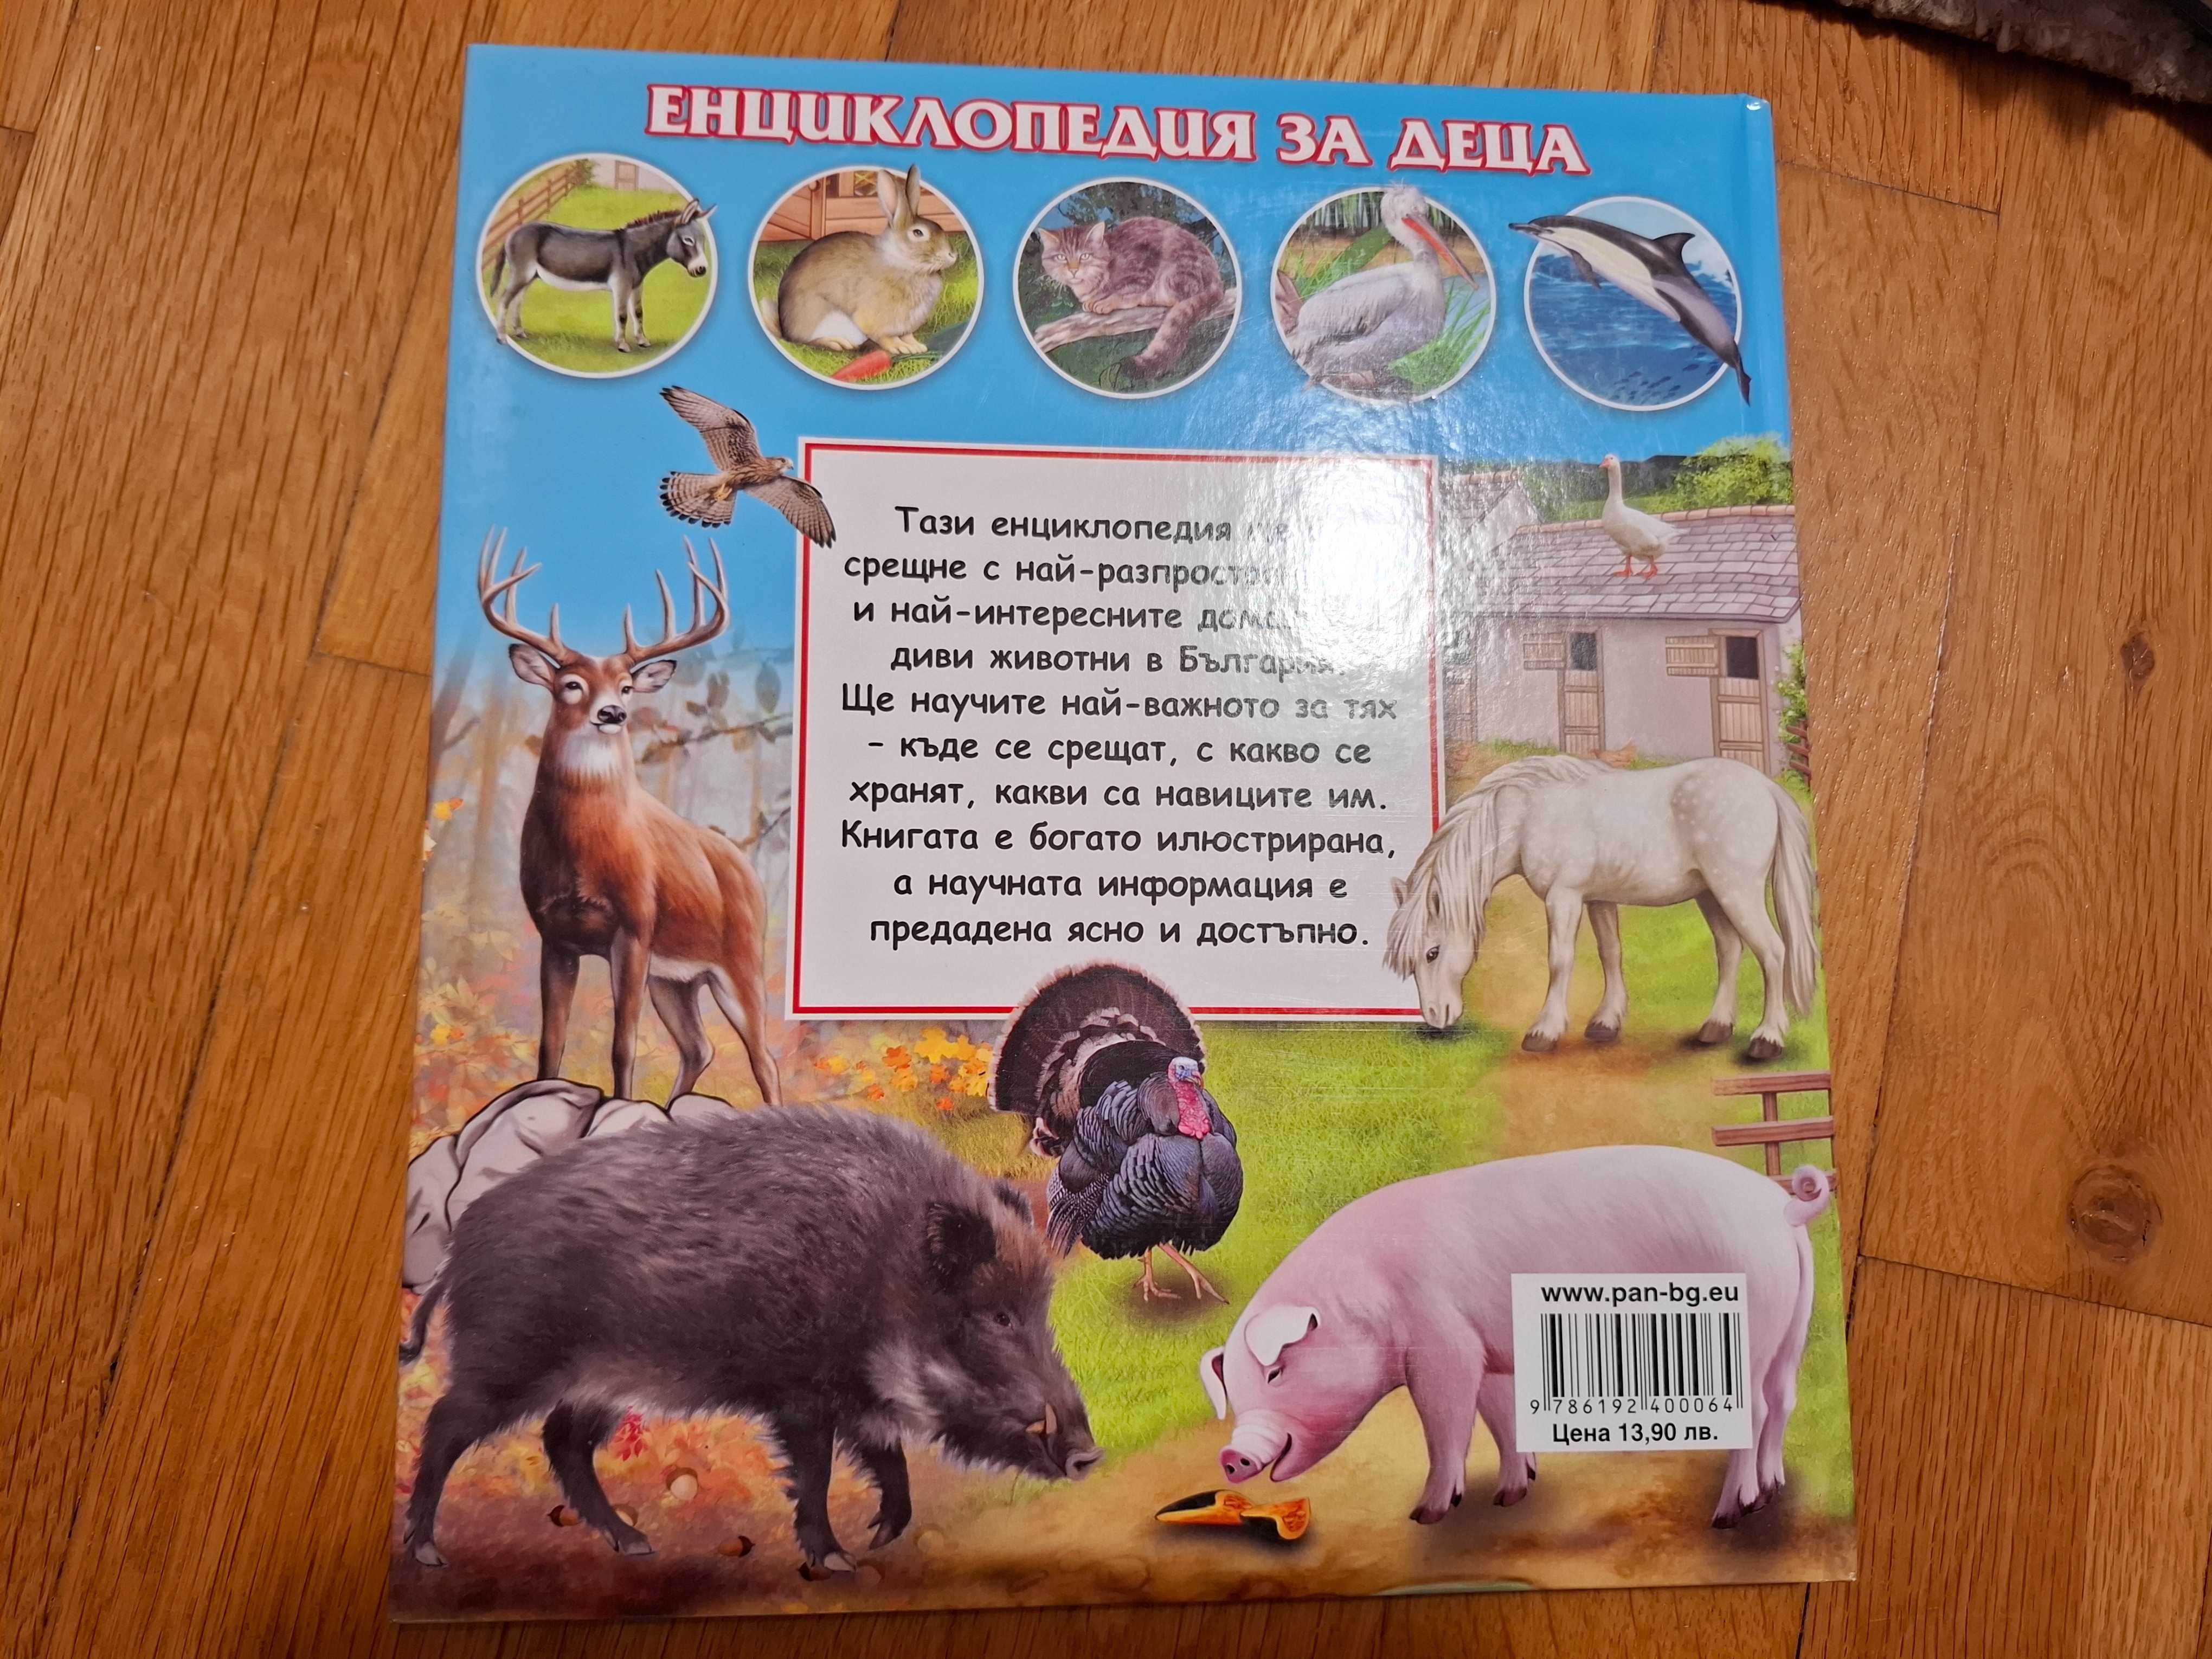 ЕНЦИКЛОПЕДИЯ ЗА ДЕЦА
Тази енциклопедия ще
срещне с
и най-интересните
диви животни в България.
Ще научите най-важното за тях
– къде се срещат, с какво се
хранят, какви са навиците им.
Книгата е богато илюстрирана,
а научната информация е
предадена ясно и достъпно.
www.pan-bg.eu
9 786192 400064
Цена 13,90 лв.